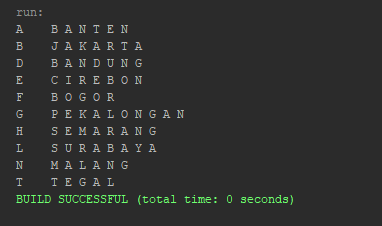 run:
A B A N T E N
B J A K A R T A
D B A N D U N G
E C I R E B O N
F B O G O R
G P E K A L O N G A N
H S E M A R A N G
L S U R A B A Y A
N M A L A N G
T T E G A L
BUILD SUCCESSFUL (total time: 0 seconds)